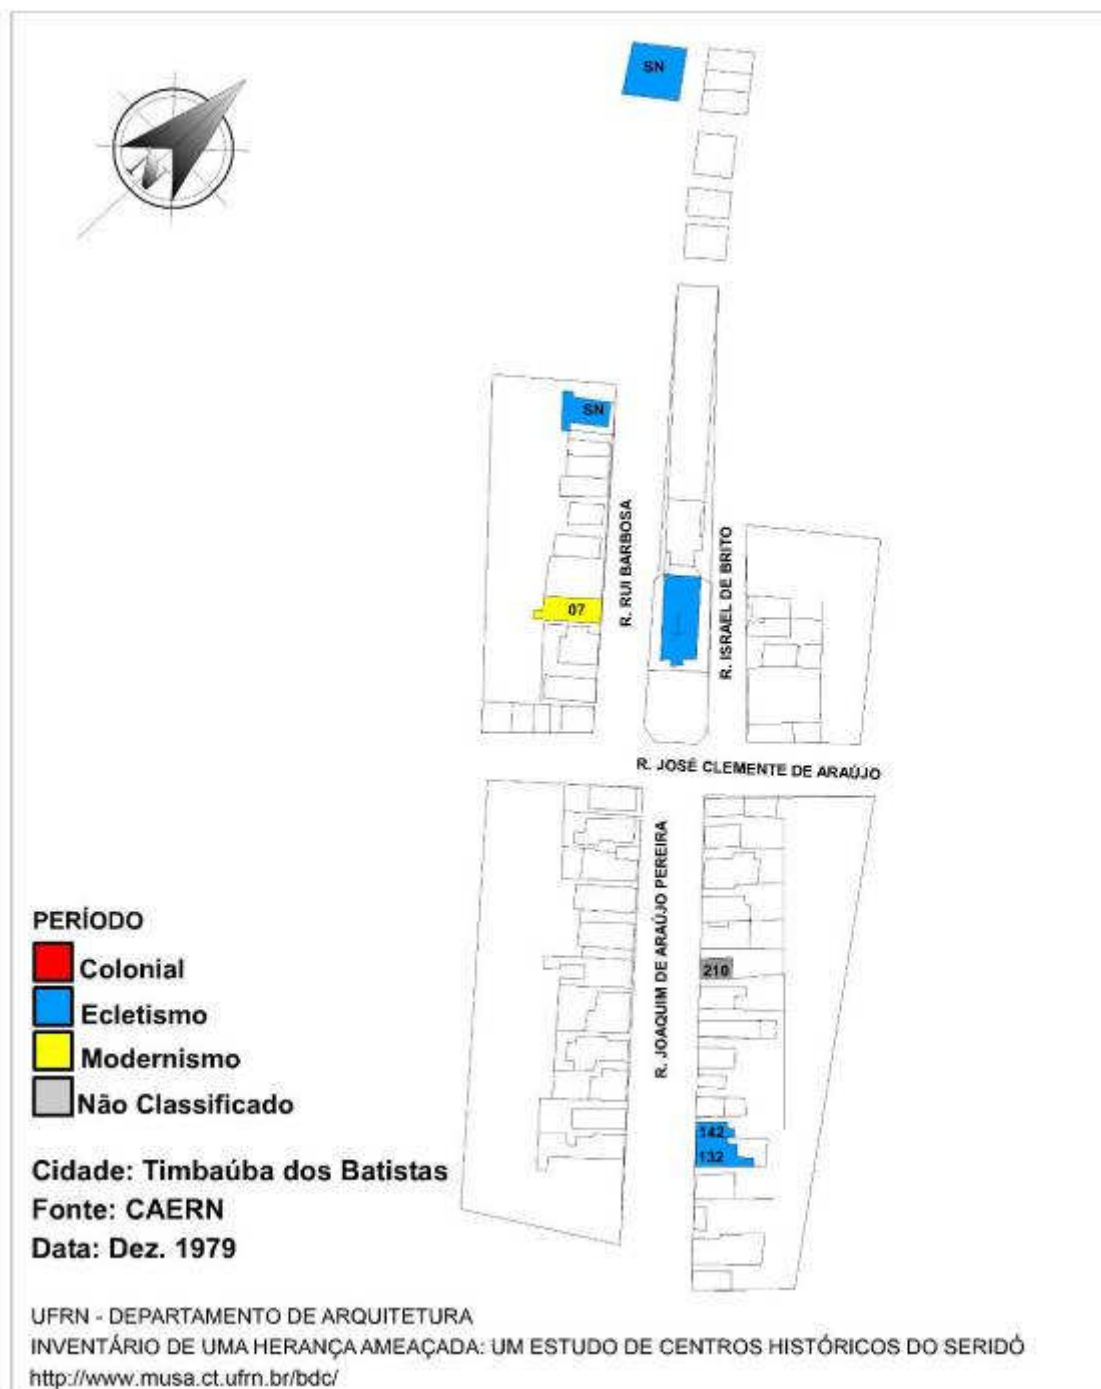 SN
SN
R. RUI BARBOSA
07
R. ISRAEL DE BRITO
R. JOSÉ CLEMENTE DE ARAÚJO
R. JOAQUIM DE ARAÚJO PEREIRA
210
142
132
PERÍODO
Colonial
Ecletismo
Modernismo
Não Classificado
Cidade: Timbaúba dos Batistas
Fonte: CAERN
Data: Dez. 1979
UFRN - DEPARTAMENTO DE ARQUITETURA
INVENTÁRIO DE UMA HERANÇA AMEAÇADA: UM ESTUDO DE CENTROS HISTÓRICOS DO SERIDÓ
http://www.musa.ct.ufrn.br/bdc/